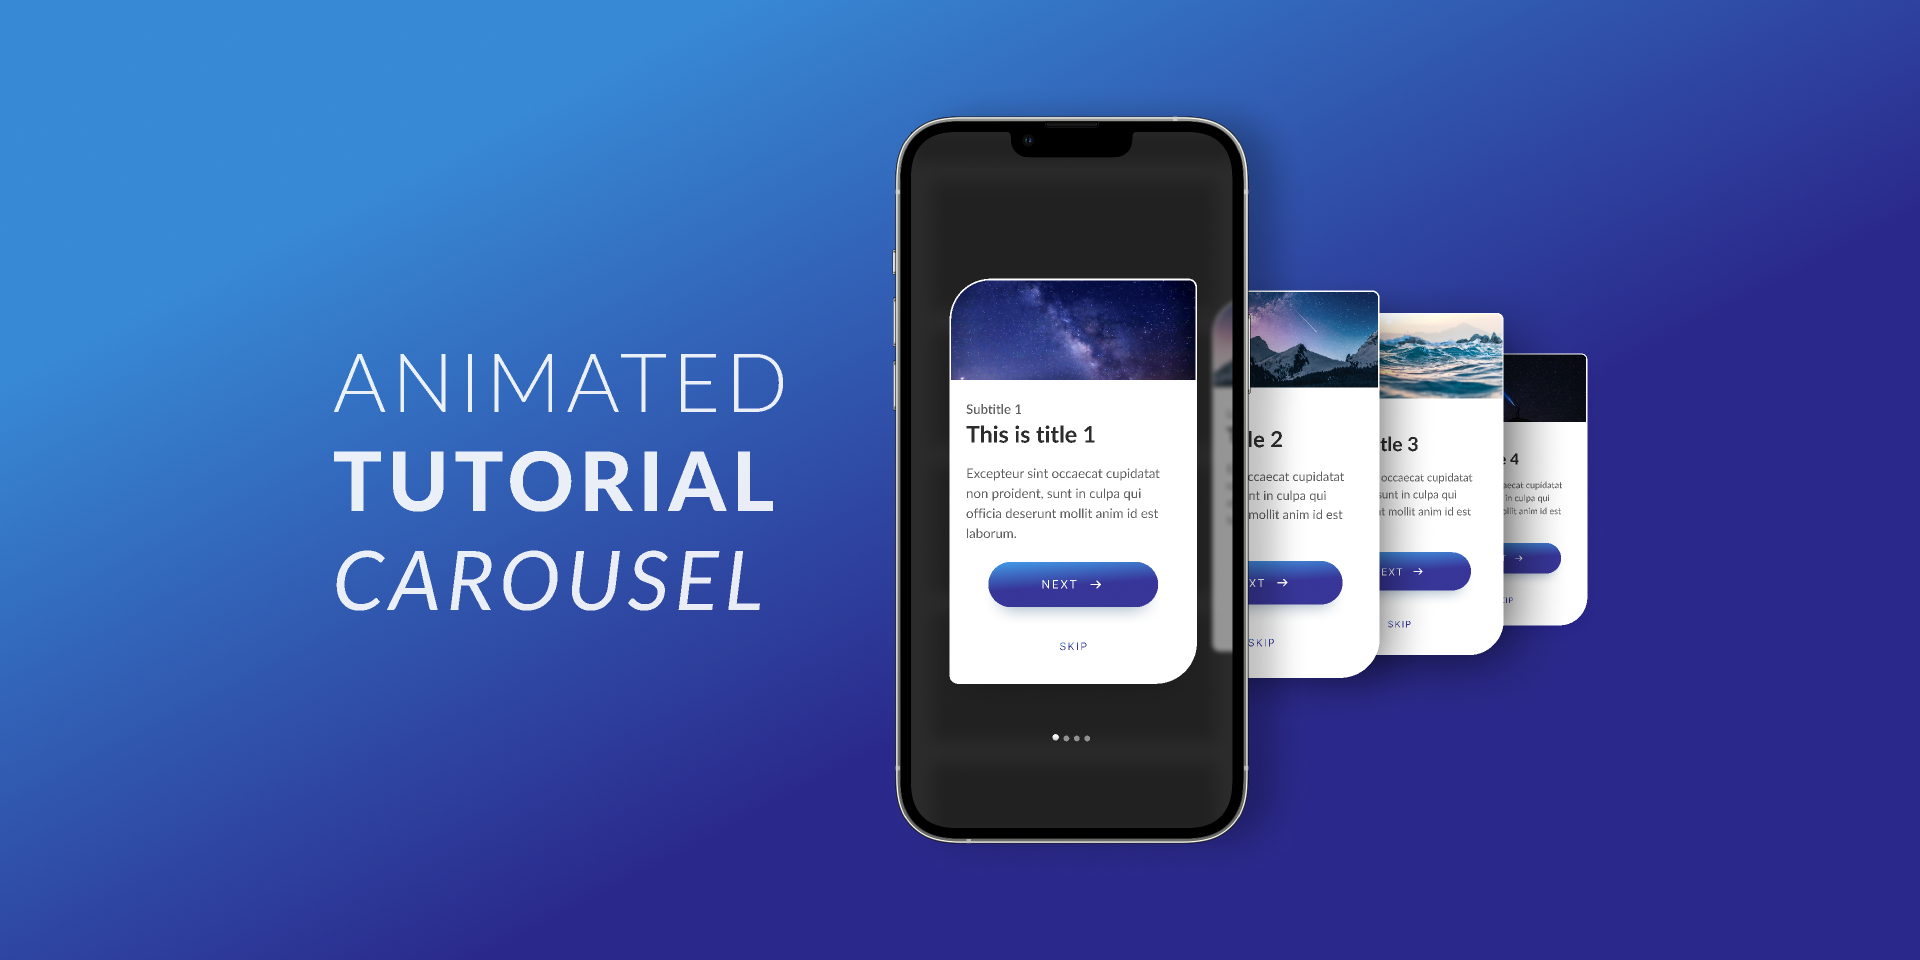 ANIMATED
TUTORIAL
CAROUSEL
Subtitle 1
This is title 1
Excepteur sint occaecat cupidatat
non proident, sunt in culpa qui
officia deserunt mollit anim id est
laborum.
NEXT →
SKIP
le 2
ccaecat cupidatat
nt in culpa qui
mollit anim id est
XT →
SKIP
tle 3
occaecat cupidatat
sunt in culpa qui
t mollit anim id est
EXT →
SKIP
e 4
aecat cupidatat
in culpa qui
ollit anim id est
→
IP